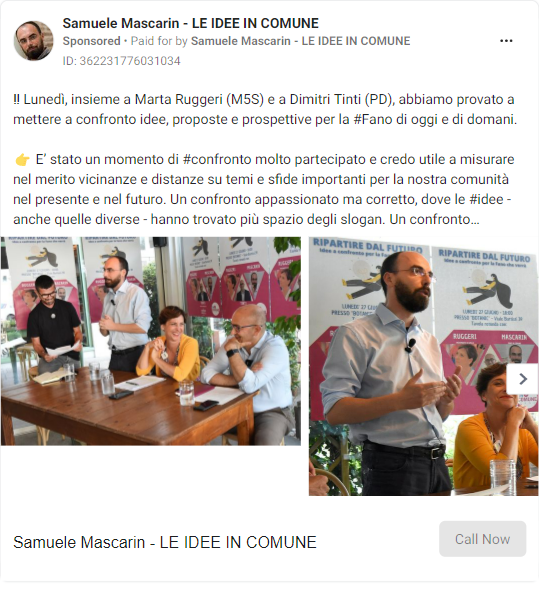 Samuele Mascarin - LE IDEE IN COMUNE
Sponsored • Paid for by Samuele Mascarin - LE IDEE IN COMUNE
ID: 362231776031034
‼ Lunedì, insieme a Marta Ruggeri (M5S) e a Dimitri Tinti (PD), abbiamo provato a
mettere a confronto idee, proposte e prospettive per la #Fano di oggi e di domani.
👉 E’ stato un momento di #confronto molto partecipato e credo utile a misurare
nel merito vicinanze e distanze su temi e sfide importanti per la nostra comunità
nel presente e nel futuro. Un confronto appassionato ma corretto, dove le #idee -
anche quelle diverse - hanno trovato più spazio degli slogan. Un confronto…
RIPARTIRE DAL FUTURO
RIPARTIRE DAL FUTURO
Idee a confronto per la Fano che verrà
LUNEDI 27 GIUGNO
PRESSO "BOTANIC"
RUGGERI
MASCARIN
Samuele Mascarin - LE IDEE IN COMUNE
Call Now